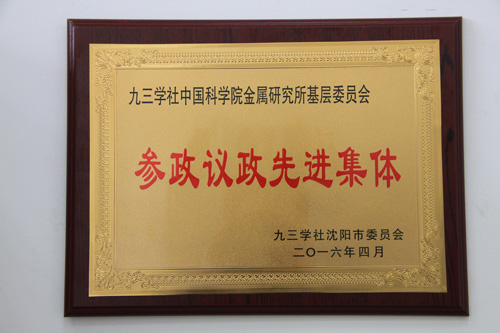 九三学社中国科学院金属研究所基层委员会
参政议政先进集体
九三学社沈阳市委员会
二〇一六年四月